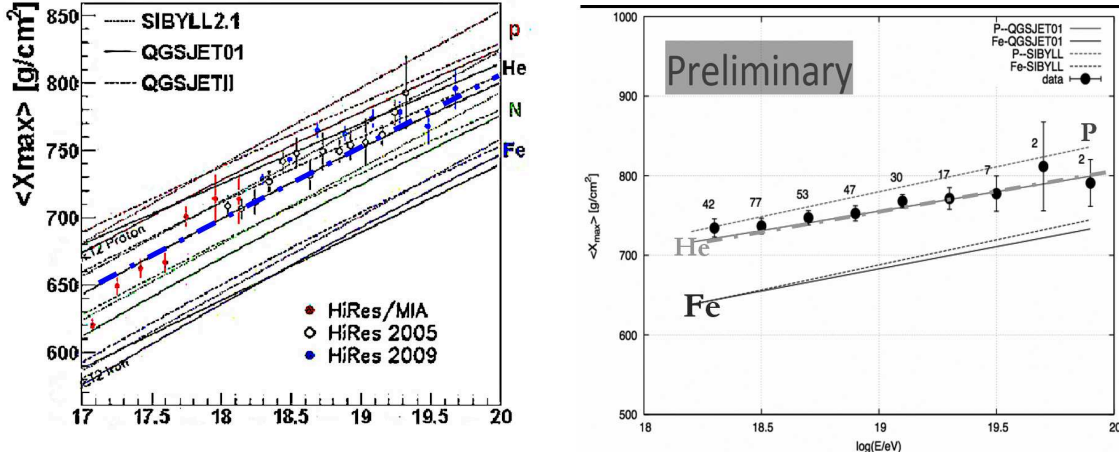 850
800
750
700
650
600
<Xmax> [g/cm²]
SIBYLL2.1
QGSJET01
QGSJETII
p
He
N
Fe
<T2 Proton
<T2 Iron
HiRes/MIA
HiRes 2005
HiRes 2009
17
17.5
18
18.5
19
19.5
20
1000
900
800
700
600
500
<X_max> [g/cm²]
Preliminary
P--QGSJET01
Fe-QGSJET01
P--SIBYLL
Fe-SIBYLL
data
42
77
53
47
30
17
7
2
2
P
He
Fe
18
18.5
19
19.5
20
log(E/eV)